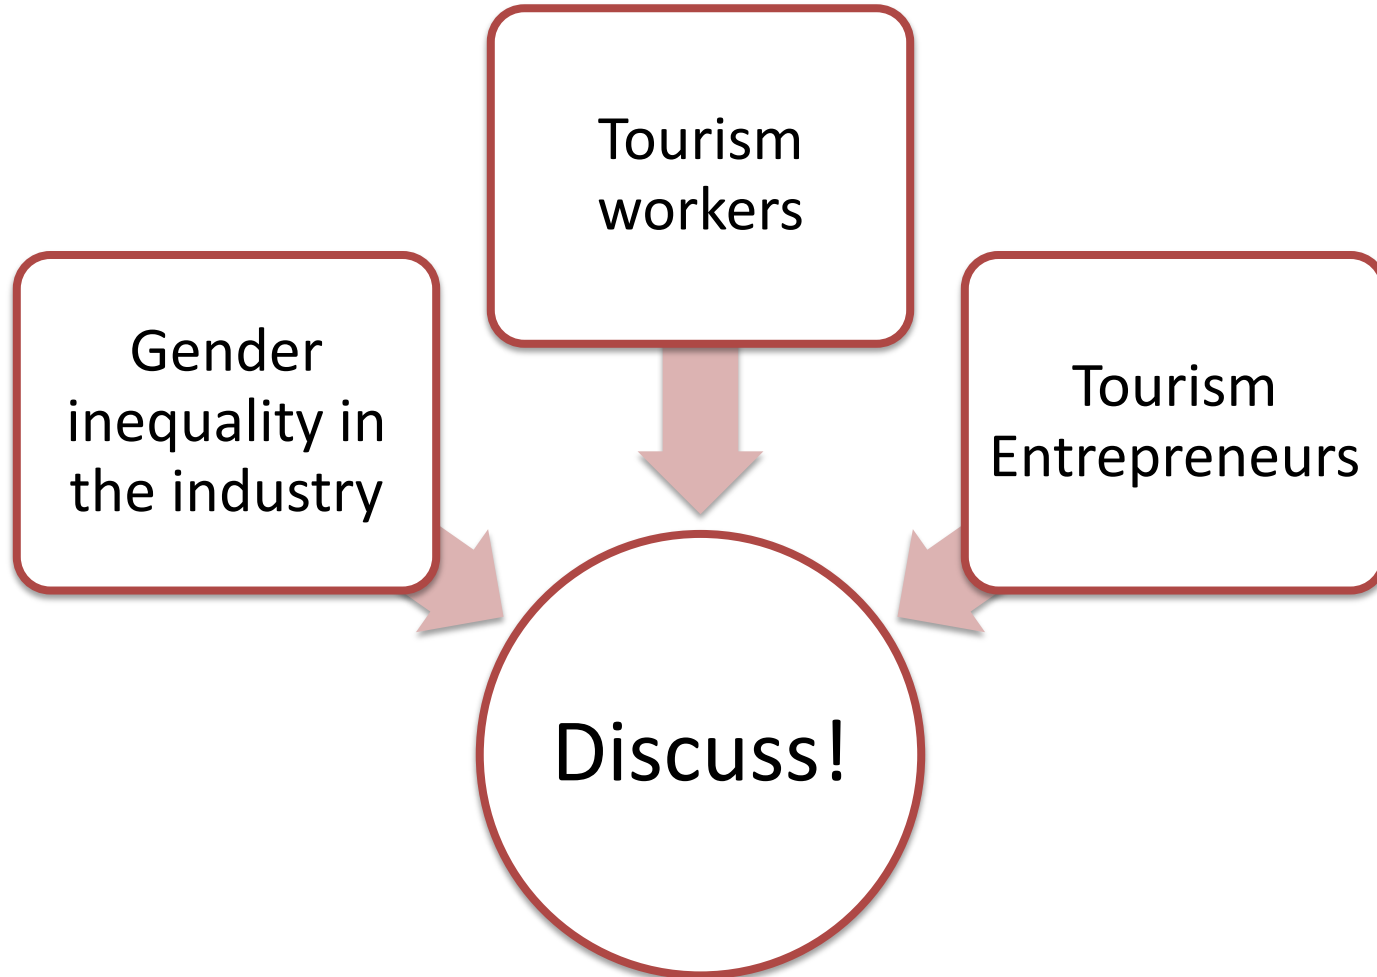 Gender
inequality in
the industry
Tourism
workers
Tourism
Entrepreneurs
Discuss!